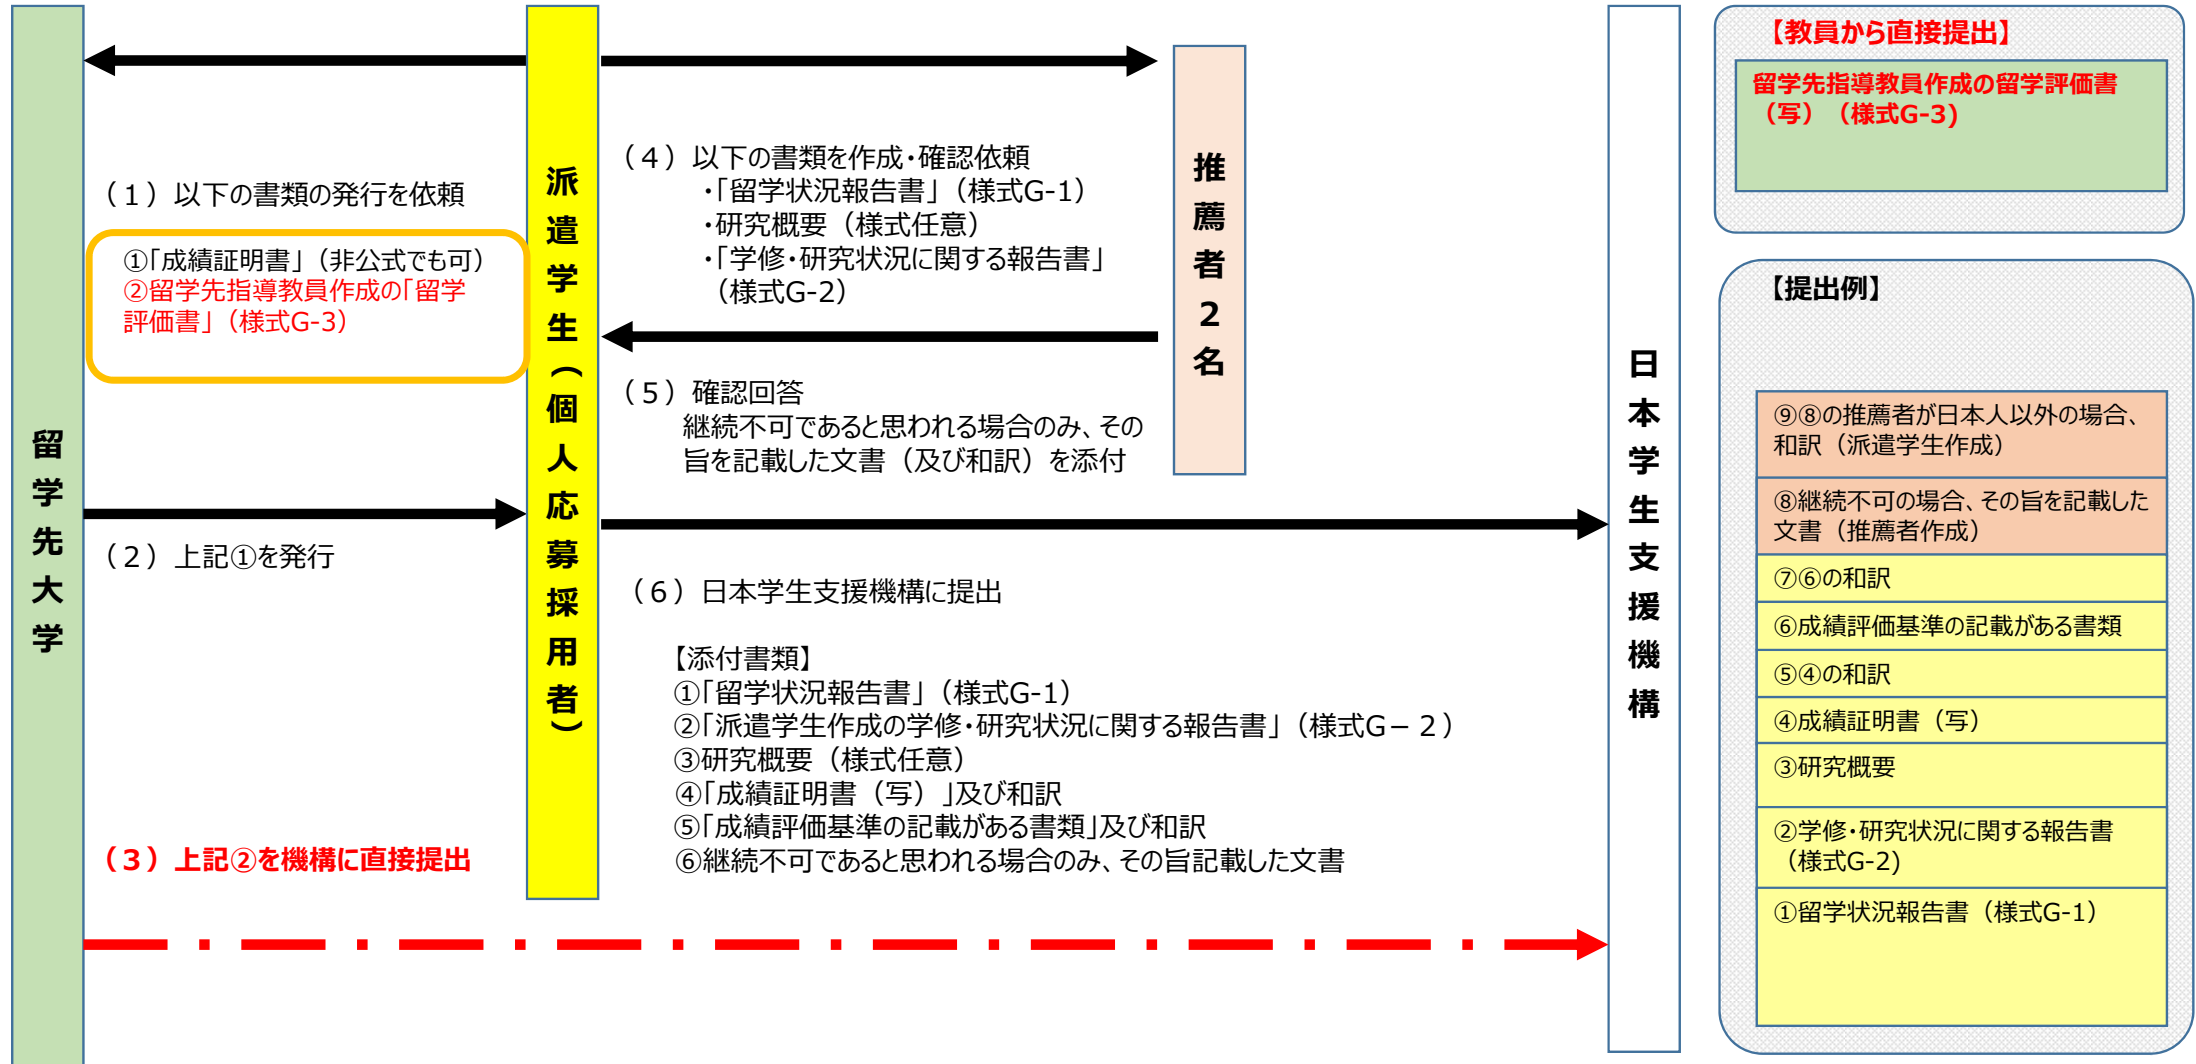 留学先大学
(1)以下の書類の発行を依頼
①「成績証明書」(非公式でも可)
②留学先指導教員作成の「留学
評価書」(様式G-3)
(2)上記①を発行
(3)上記②を機構に直接提出
派遣学生(個人応募採用者)
(4)以下の書類を作成・確認依頼
・「留学状況報告書」(様式G-1)
・研究概要(様式任意)
・「学修・研究状況に関する報告書」
(様式G-2)
(5)確認回答
継続不可であると思われる場合のみ、その
旨を記載した文書(及び和訳)を添付
推薦者2名
(6)日本学生支援機構に提出
【添付書類】
①「留学状況報告書」(様式G-1)
②「派遣学生作成の学修・研究状況に関する報告書」(様式G-2)
③研究概要(様式任意)
④「成績証明書(写)」及び和訳
⑤「成績評価基準の記載がある書類」及び和訳
⑥継続不可であると思われる場合のみ、その旨記載した文書
日本学生支援機構
【教員から直接提出】
留学先指導教員作成の留学評価書
(写)(様式G-3)
【提出例】
⑨⑧の推薦者が日本人以外の場合、
和訳(派遣学生作成)
⑧継続不可の場合、その旨を記載した
文書(推薦者作成)
⑦⑥の和訳
⑥成績評価基準の記載がある書類
⑤④の和訳
④成績証明書(写)
③研究概要
②学修・研究状況に関する報告書
(様式G-2)
①留学状況報告書(様式G-1)